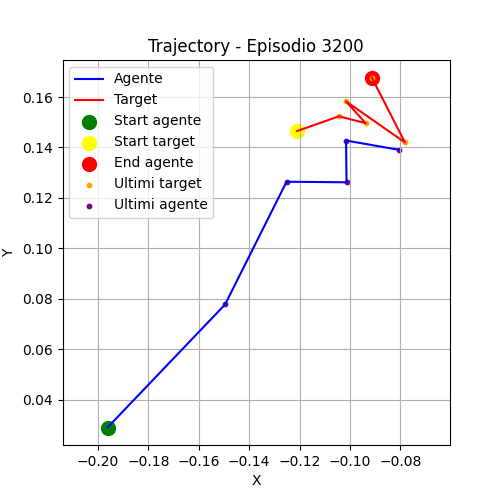 Trajectory - Episodio 3200
Agente
Target
Start agente
Start target
End agente
Ultimi target
Ultimi agente
Y
0.16
0.14
0.12
0.10
0.08
0.06
0.04
−0.20 −0.18 −0.16 −0.14 −0.12 −0.10 −0.08
X